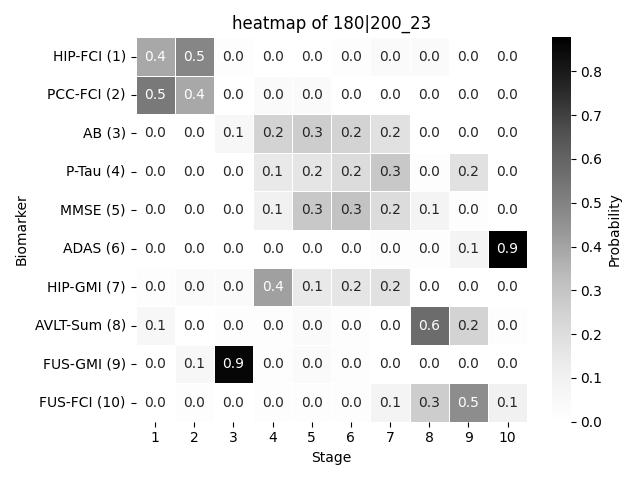 heatmap of 180|200_23
HIP-FCI (1) 0.4 0.5 0.0 0.0 0.0 0.0 0.0 0.0 0.0 0.0
PCC-FCI (2) 0.5 0.4 0.0 0.0 0.0 0.0 0.0 0.0 0.0 0.0
AB (3) 0.0 0.0 0.1 0.2 0.3 0.2 0.2 0.0 0.0 0.0
P-Tau (4) 0.0 0.0 0.0 0.1 0.2 0.2 0.3 0.0 0.2 0.0
MMSE (5) 0.0 0.0 0.0 0.1 0.3 0.3 0.2 0.1 0.0 0.0
ADAS (6) 0.0 0.0 0.0 0.0 0.0 0.0 0.0 0.0 0.1 0.9
HIP-GMI (7) 0.0 0.0 0.0 0.4 0.1 0.2 0.2 0.0 0.0 0.0
AVLT-Sum (8) 0.1 0.0 0.0 0.0 0.0 0.0 0.0 0.6 0.2 0.0
FUS-GMI (9) 0.0 0.1 0.9 0.0 0.0 0.0 0.0 0.0 0.0 0.0
FUS-FCI (10) 0.0 0.0 0.0 0.0 0.0 0.0 0.1 0.3 0.5 0.1
1 2 3 4 5 6 7 8 9 10
Stage
Biomarker
0.8
0.7
0.6
0.5
0.4
0.3
0.2
0.1
0.0
Probability